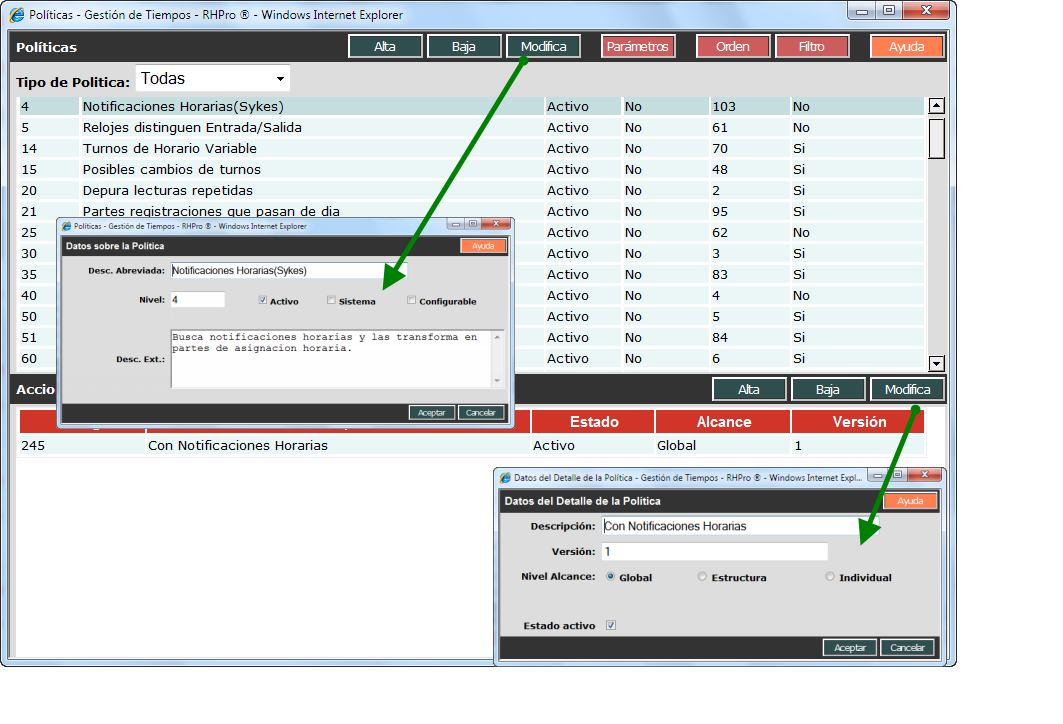 Políticas - Gestión de Tiempos - RHPro ® - Windows Internet Explorer
Políticas Alta Baja Modifica Parámetros Orden Filtro Ayuda
Tipo de Politica: Todas
4 Notificaciones Horarias(Sykes) Activo No 103 No
5 Relojes distinguen Entrada/Salida Activo No 61 No
14 Turnos de Horario Variable Activo No 70 Si
15 Posibles cambios de turnos Activo No 48 Si
20 Depura lecturas repetidas Activo No 2 Si
21 Partes registraciones que pasan de dia Activo No 95 Si
25 Activo No 62 No
30 Activo No 3 Si
35 Activo No 83 Si
40 Activo No 4 No
50 Activo No 5 Si
51 Activo No 84 Si
60 Activo No 6 Si
Políticas - Gestión de Tiempos - RHPro ® - Windows Internet Explorer
Datos sobre la Política Ayuda
Desc. Abreviada: Notificaciones Horarias(Sykes)
Nivel: 4 Activo Sistema Configurable
Desc. Ext.: Busca notificaciones horarias y las transforma en
partes de asignacion horaria.
Aceptar Cancelar
Accio Alta Baja Modifica
Estado Alcance Versión
245 Con Notificaciones Horarias Activo Global 1
Datos del Detalle de la Política - Gestión de Tiempos - RHPro ® - Windows Internet Expl...
Datos del Detalle de la Politica Ayuda
Descripción: Con Notificaciones Horarias
Versión: 1
Nivel Alcance: Global Estructura Individual
Estado activo
Aceptar Cancelar